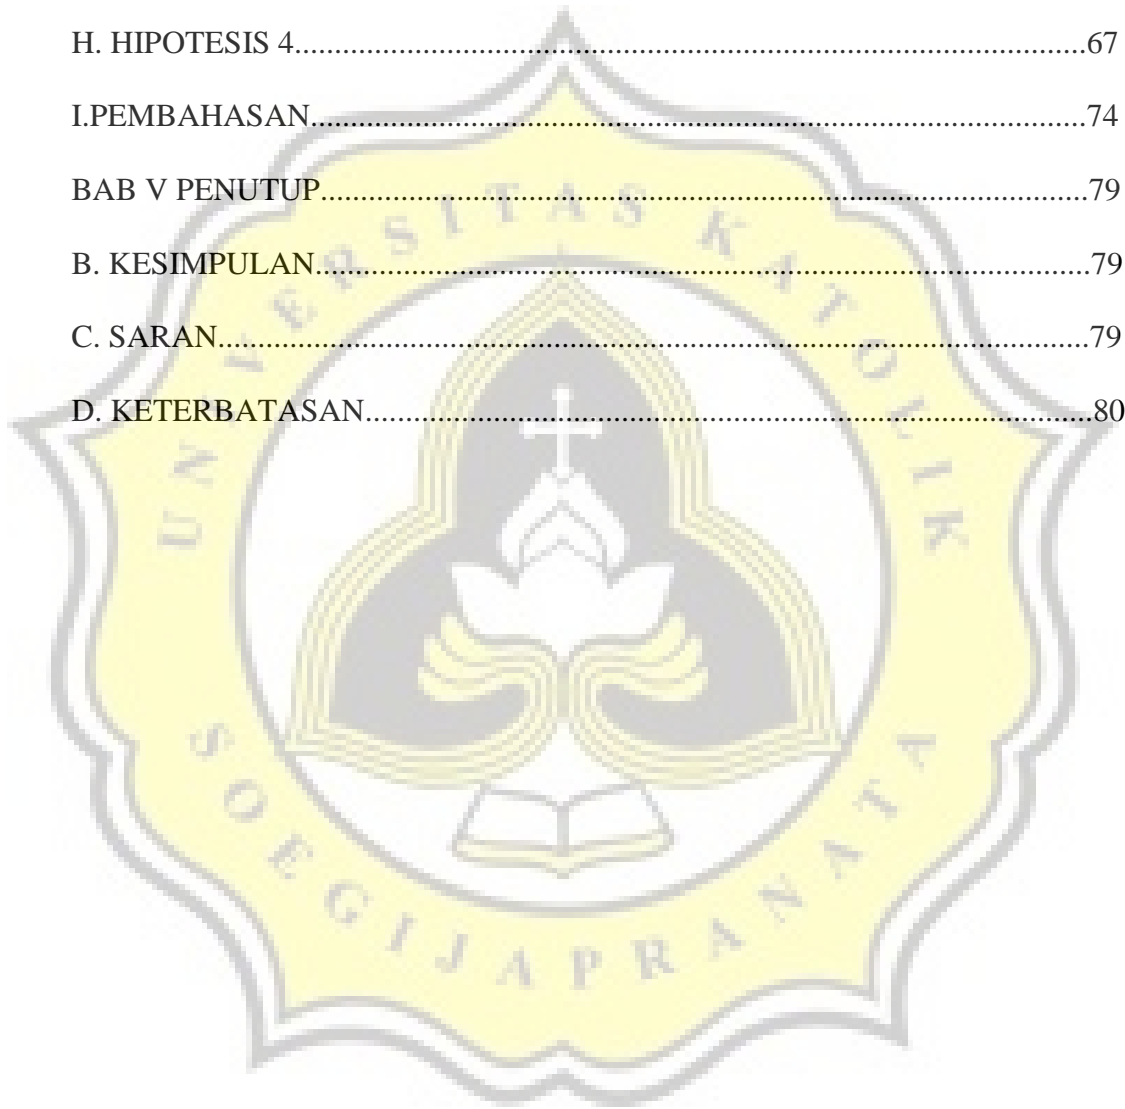 H. HIPOTESIS 4....................................................................................67
I.PEMBAHASAN..................................................................................74
BAB V PENUTUP.................................................................................79
B. KESIMPULAN..................................................................................79
C. SARAN............................................................................................79
D. KETERBATASAN.............................................................................80
UNIVERSITAS KATOLIK
SOEGIJAPRANATA